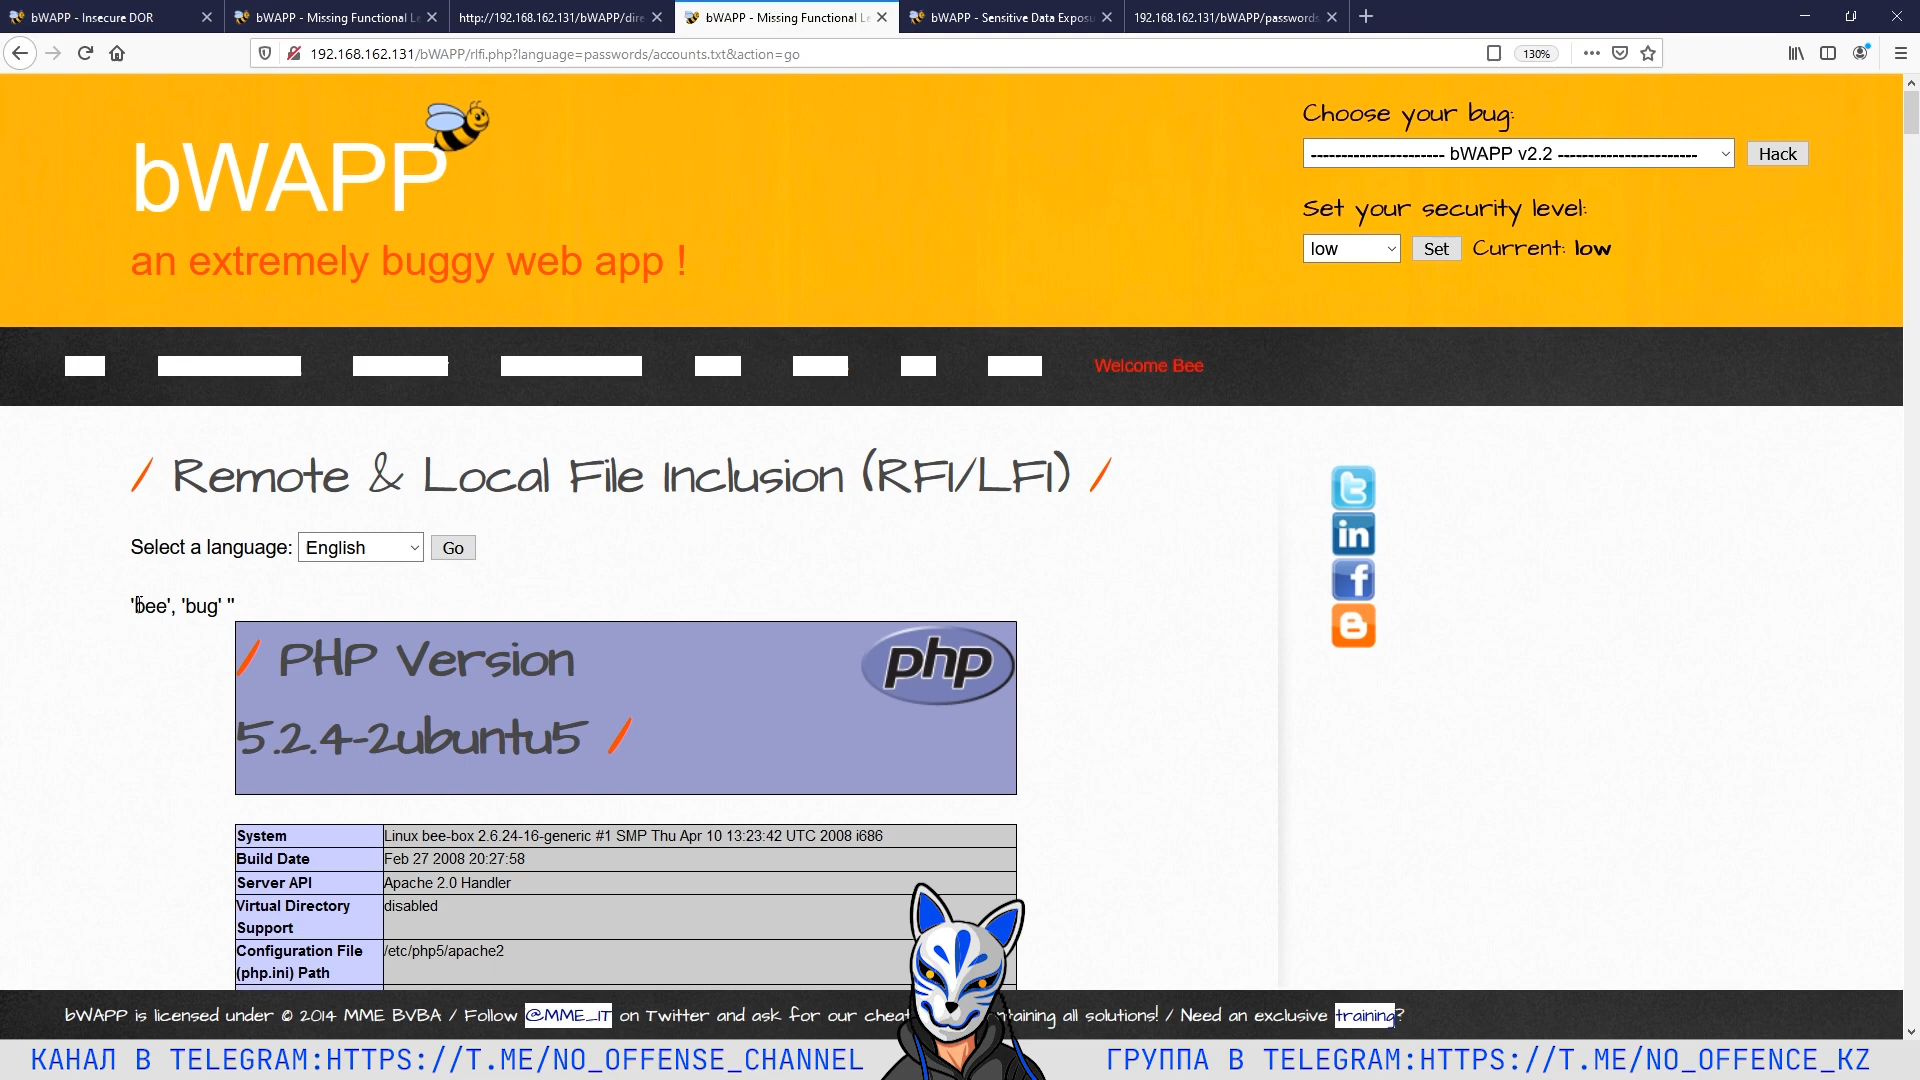 bWAPP - Insecure DOR
bWAPP - Missing Functional Le
http://192.168.162.131/bWAPP/dire
bWAPP - Missing Functional Le
bWAPP - Sensitive Data Exposu
192.168.162.131/bWAPP/passwords
192.168.162.131/bWAPP/rlfi.php?language=passwords/accounts.txt&action=go
130%
bWAPP
an extremely buggy web app !
Choose your bug:
---------------------- bWAPP v2.2 -----------------------
Hack
Set your security level:
low
Set
Current: low
Welcome Bee
/ Remote & Local File Inclusion (RFI/LFI) /
Select a language:
English
Go
'bee', 'bug' "
/ PHP Version
5.2.4-2ubuntu5 /
php
System Linux bee-box 2.6.24-16-generic #1 SMP Thu Apr 10 13:23:42 UTC 2008 i686
Build Date Feb 27 2008 20:27:58
Server API Apache 2.0 Handler
Virtual Directory Support disabled
Configuration File (php.ini) Path /etc/php5/apache2
bWAPP is licensed under © 2014 MME BVBA / Follow @MME_IT on Twitter and ask for our cheat taining all solutions! / Need an exclusive training?
КАНАЛ В TELEGRAM:HTTPS://T.ME/NO_OFFENSE_CHANNEL
ГРУППА В TELEGRAM:HTTPS://T.ME/NO_OFFENCE_KZ